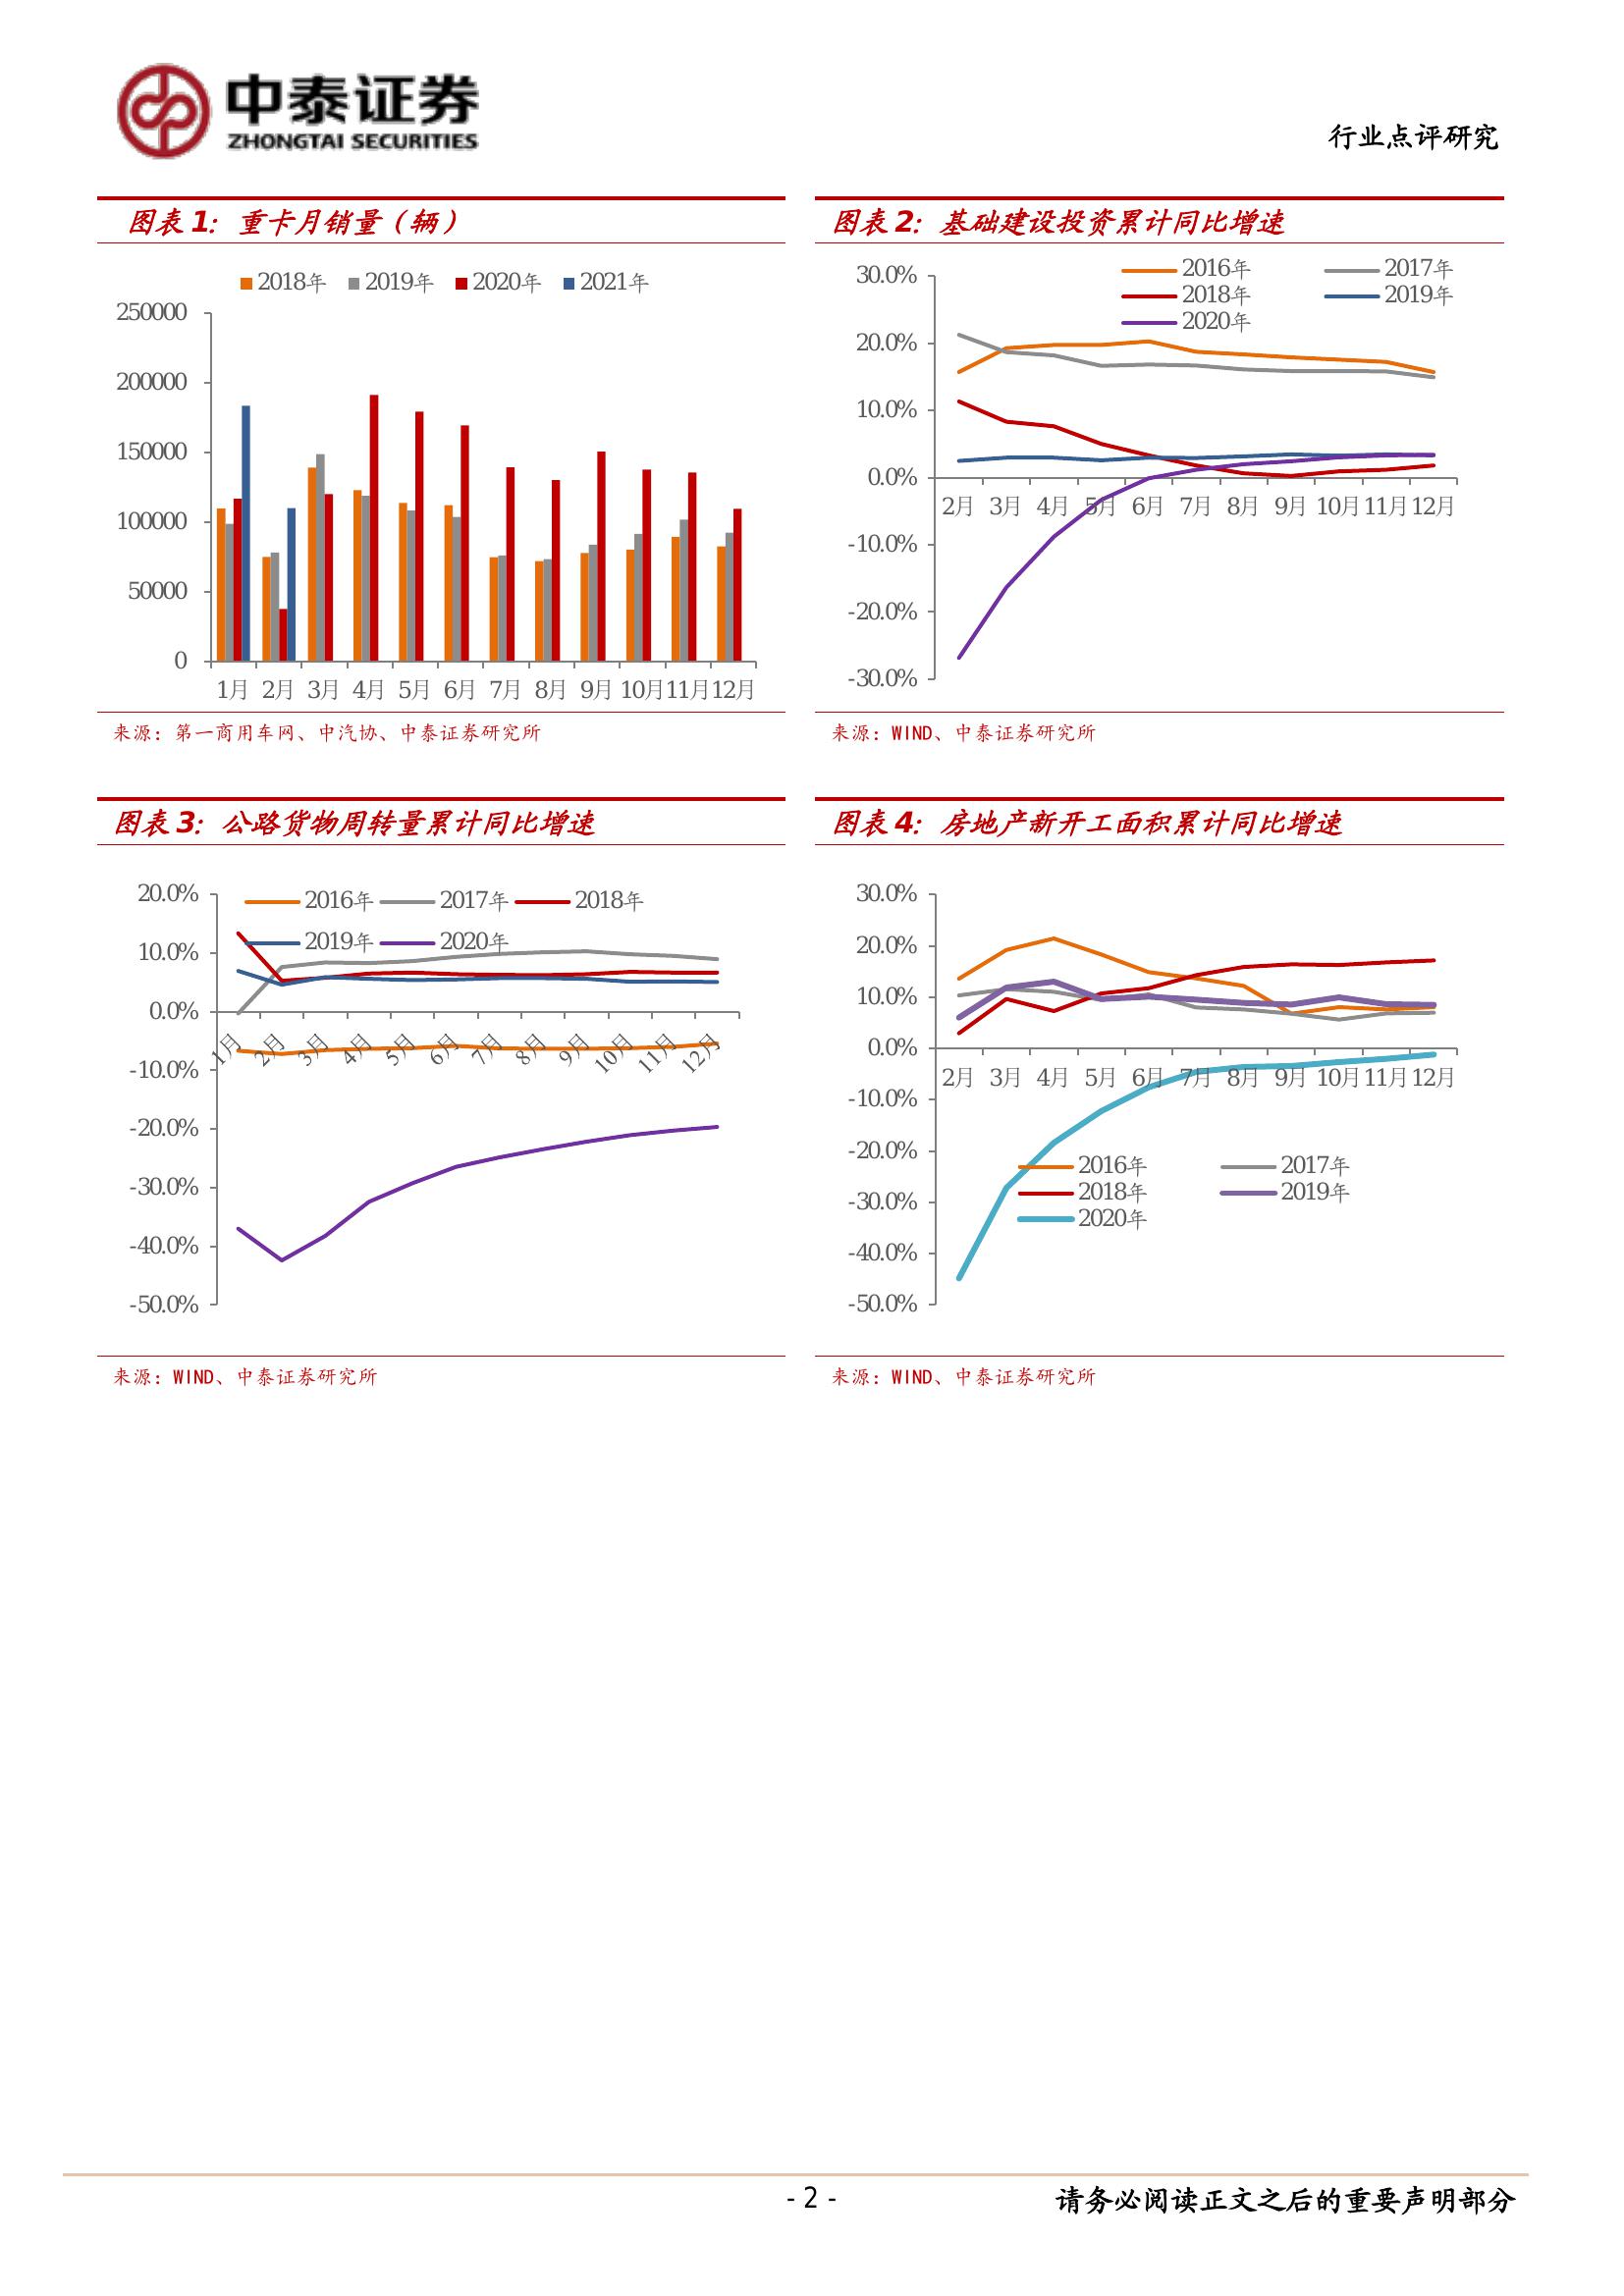 中泰证券
ZHONGTAI SECURITIES
行业点评研究
图表1：重卡月销量（辆）
2018年 2019年 2020年 2021年
250000
200000
150000
100000
50000
0
1月 2月 3月 4月 5月 6月 7月 8月 9月 10月 11月 12月
来源：第一商用车网、中汽协、中泰证券研究所
图表2：基础建设投资累计同比增速
2016年 2017年
2018年 2019年
2020年
30.0%
20.0%
10.0%
0.0%
2月 3月 4月 5月 6月 7月 8月 9月 10月 11月 12月
-10.0%
-20.0%
-30.0%
来源：WIND、中泰证券研究所
图表3：公路货物周转量累计同比增速
20.0%
2016年 2017年 2018年
2019年 2020年
10.0%
0.0%
1月 2月 3月 4月 5月 6月 7月 8月 9月 10月 11月 12月
-10.0%
-20.0%
-30.0%
-40.0%
-50.0%
来源：WIND、中泰证券研究所
图表4：房地产新开工面积累计同比增速
30.0%
20.0%
10.0%
0.0%
2月 3月 4月 5月 6月 7月 8月 9月 10月 11月 12月
-10.0%
-20.0%
2016年 2017年
2018年 2019年
-30.0%
2020年
-40.0%
-50.0%
来源：WIND、中泰证券研究所
- 2 -
请务必阅读正文之后的重要声明部分